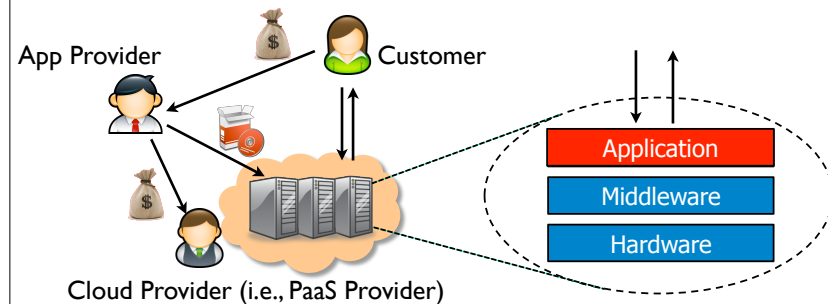 $
App Provider
Customer
Application
$
Middleware
Hardware
Cloud Provider (i.e., PaaS Provider)